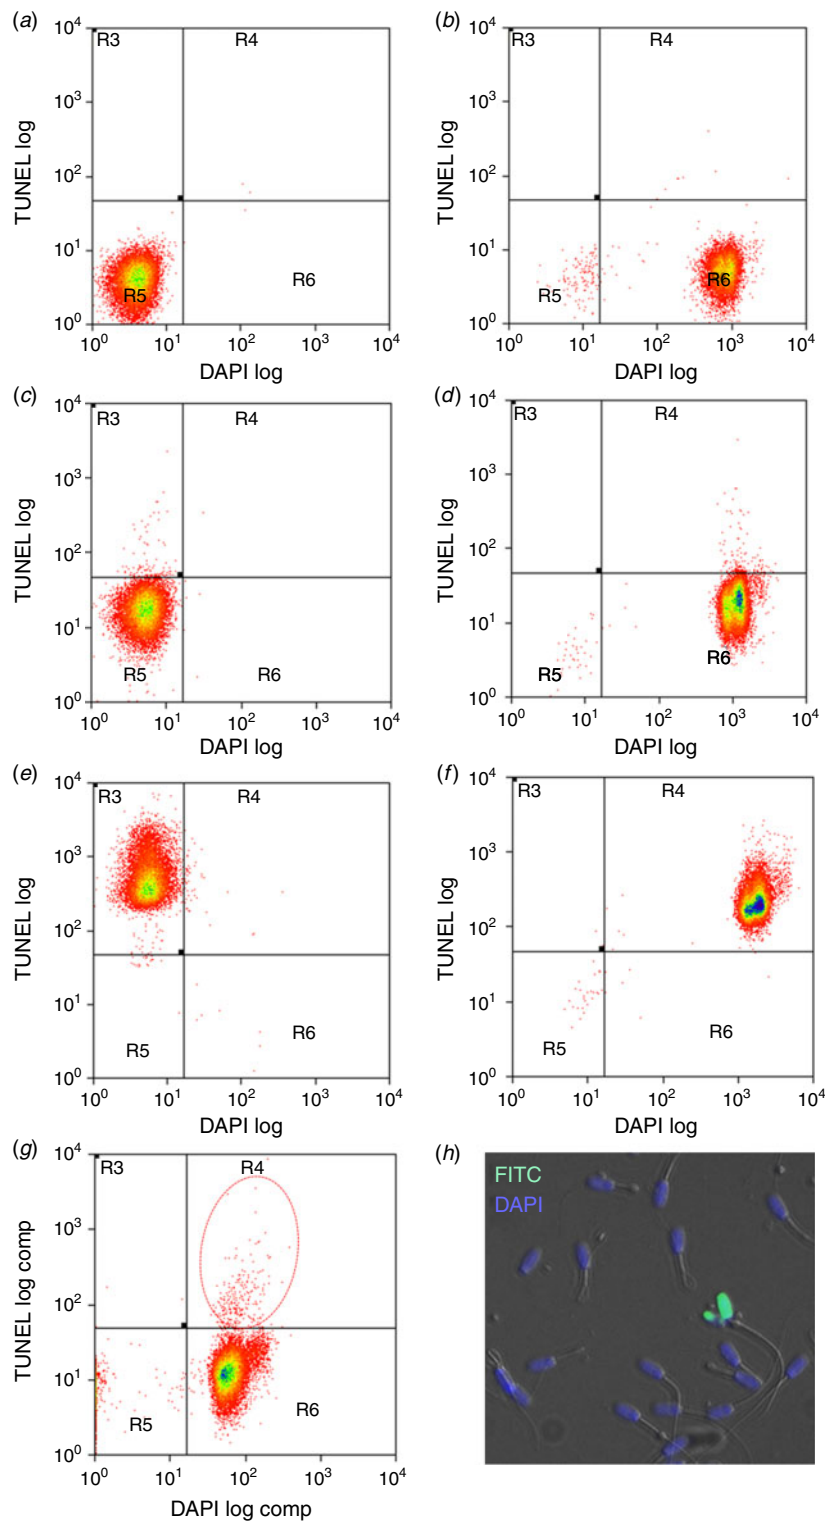 (a)
(b)
10⁴
R3
R4
10³
10²
10¹
10⁰
TUNEL log
R5
R6
10⁰ 10¹ 10² 10³ 10⁴
DAPI log
10⁴
R3
R4
10³
10²
10¹
10⁰
TUNEL log
R5
R6
10⁰ 10¹ 10² 10³ 10⁴
DAPI log
(c)
(d)
10⁴
R3
R4
10³
10²
10¹
10⁰
TUNEL log
R5
R6
10⁰ 10¹ 10² 10³ 10⁴
DAPI log
10⁴
R3
R4
10³
10²
10¹
10⁰
TUNEL log
R5
R6
10⁰ 10¹ 10² 10³ 10⁴
DAPI log
(e)
(f)
10⁴
R3
R4
10³
10²
10¹
10⁰
TUNEL log
R5
R6
10⁰ 10¹ 10² 10³ 10⁴
DAPI log
10⁴
R3
R4
10³
10²
10¹
10⁰
TUNEL log
R5
R6
10⁰ 10¹ 10² 10³ 10⁴
DAPI log
(g)
(h)
10⁴
R3
R4
10³
10²
10¹
10⁰
TUNEL log comp
R5
R6
10⁰ 10¹ 10² 10³ 10⁴
DAPI log comp
FITC
DAPI